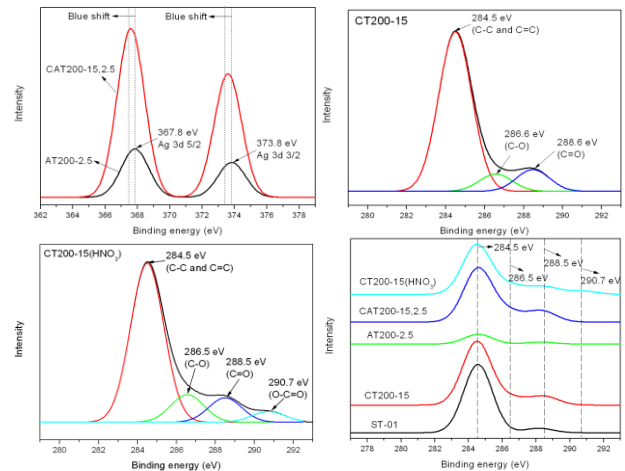 Blue shift
Blue shift
CAT200-15,2.5
367.8 eV
Ag 3d 5/2
373.8 eV
Ag 3d 3/2
AT200-2.5
Intensity
362 364 366 368 370 372 374 376 378
Binding energy (eV)
CT200-15
284.5 eV
(C-C and C=C)
286.6 eV
(C-O)
288.6 eV
(C=O)
Intensity
280 282 284 286 288 290 292
Binding energy (eV)
CT200-15(HNO3)
284.5 eV
(C-C and C=C)
286.5 eV
(C-O)
288.5 eV
(C=O)
290.7 eV
(O-C=O)
Intensity
280 282 284 286 288 290 292
Binding energy (eV)
284.5 eV
288.5 eV
286.5 eV
290.7 eV
CT200-15(HNO3)
CAT200-15,2.5
AT200-2.5
CT200-15
ST-01
Intensity
278 280 282 284 286 288 290 292
Binding energy (eV)